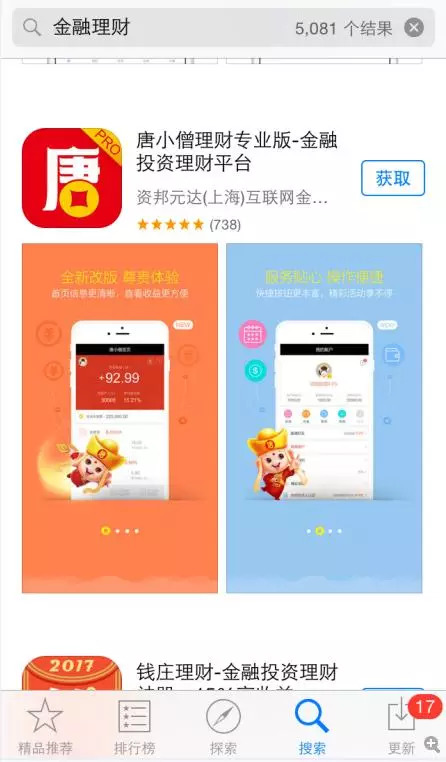 金融理财
5,081 个结果
唐
PRO
唐小僧理财专业版-金融
投资理财平台
获取
资邦元达(上海)互联网金…
(738)
全新改版 尊贵体验
首页信息更清晰,查看收益更方便
NEW
+92.99
服务贴心 操作便捷
快捷按钮更丰富,精彩活动享不停
我的账户
2017
钱庄理财-金融投资理财
17
精品推荐
排行榜
探索
搜索
更新